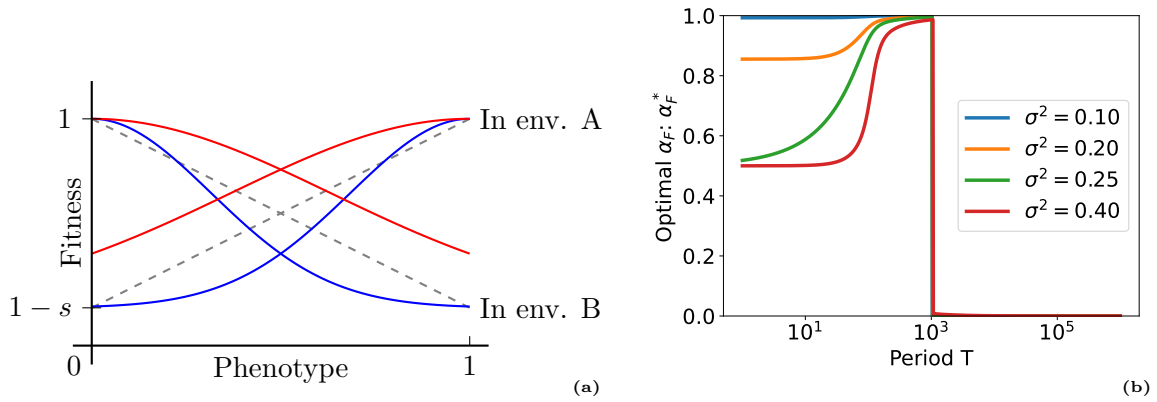 1
Fitness
1 − s
0
Phenotype
1
In env. A
In env. B
(a)
Optimal α_F: α_F^*
1.0
0.8
0.6
0.4
0.2
0.0
σ² = 0.10
σ² = 0.20
σ² = 0.25
σ² = 0.40
10¹
10³
10⁵
Period T
(b)